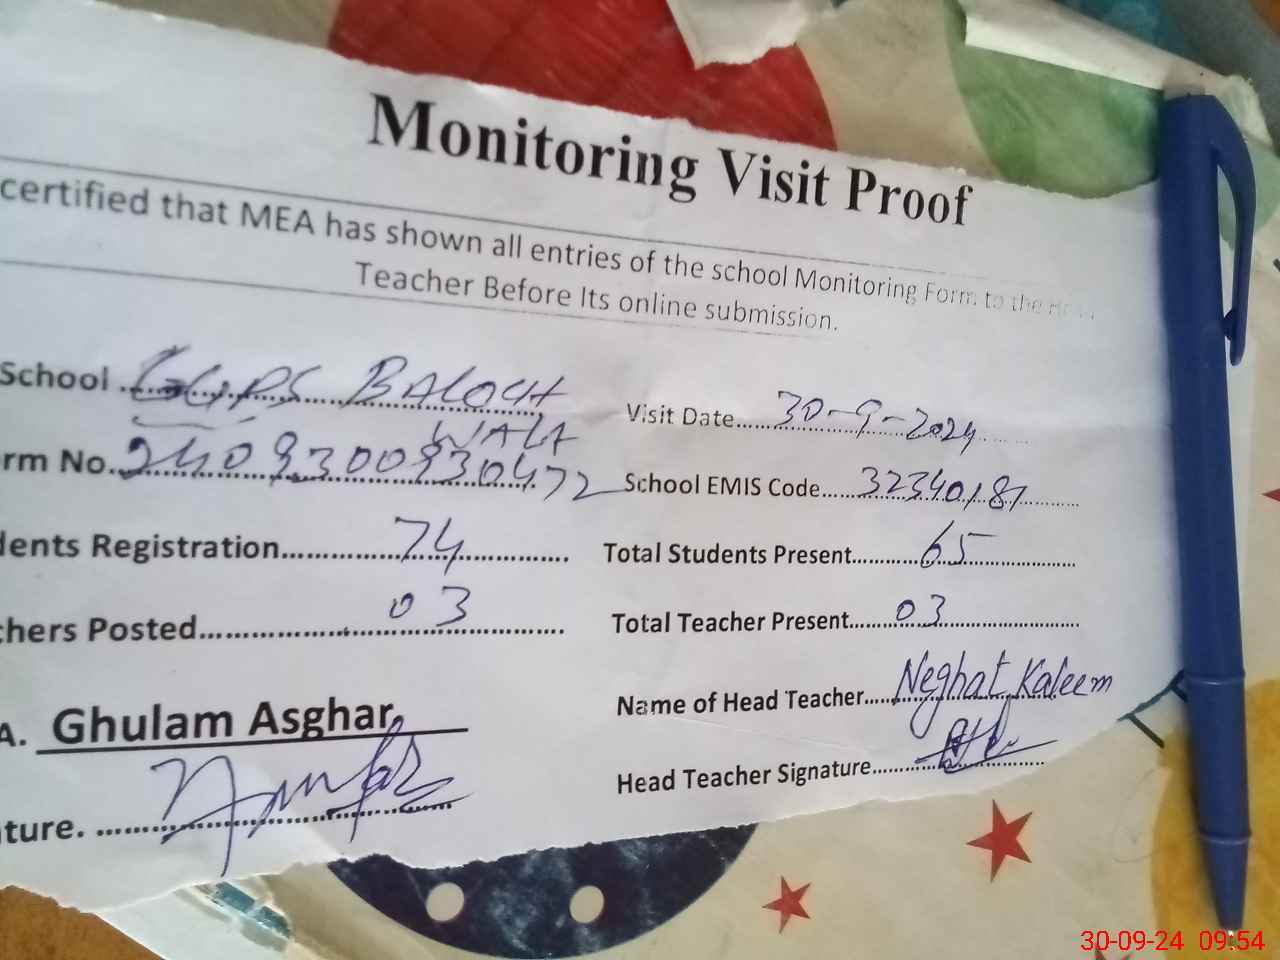 Monitoring Visit Proof
certified that MEA has shown all entries of the school Monitoring Form to the Head
Teacher Before Its online submission.
School ........ GGPS BALOCH WALA
Visit Date..... 30-9-2024
rm No. 2409300930472
School EMIS Code..... 32340181
dents Registration..... 74
Total Students Present..... 65
chers Posted..... 03
Total Teacher Present..... 03
Name of Head Teacher..... Neghat Kaleem
A. Ghulam Asghar
Head Teacher Signature.....
ture. .....
30-09-24 09:54